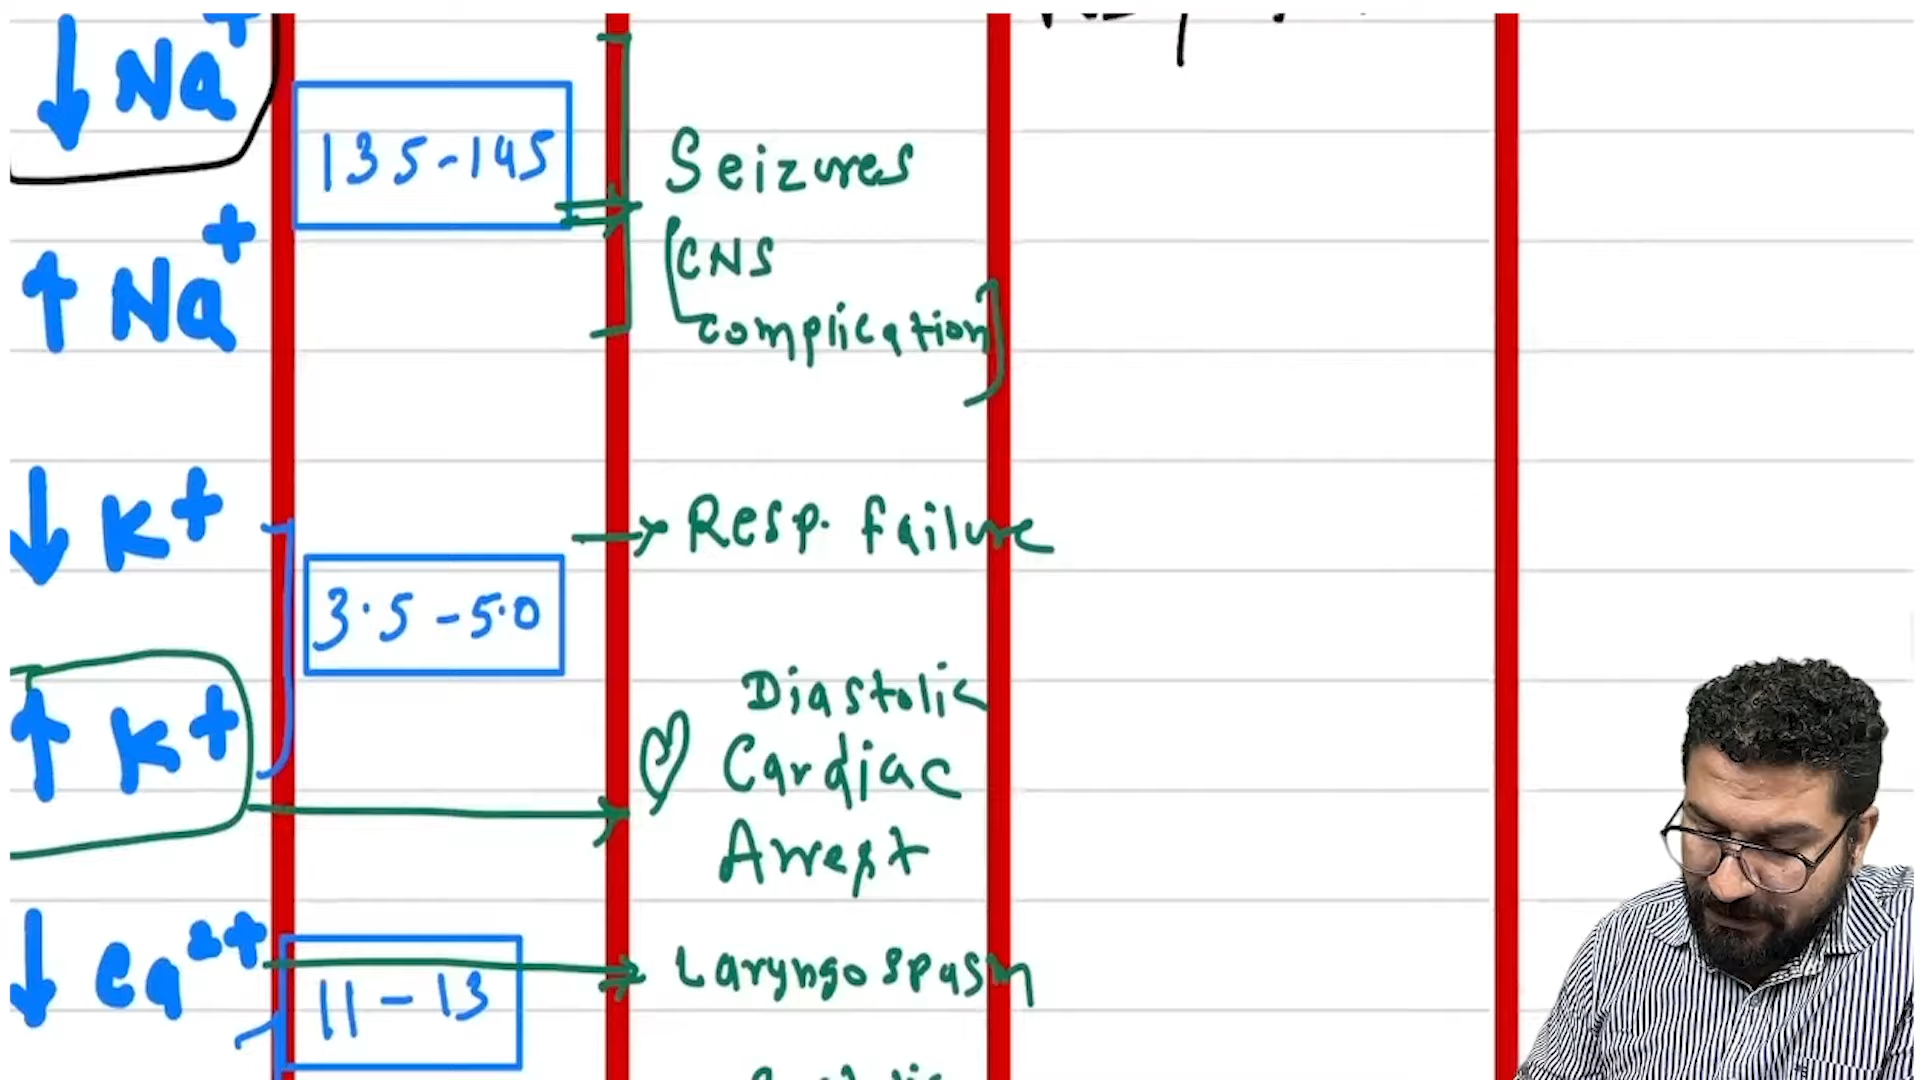 ↓ Na+
135-145
Seizures
↑ Na+
[CNS
complication]
↓ K+
→ Resp. failure
3.5-5.0
↑ K+
Diastolic
Cardiac
Arrest
↓ Ca2+
Laryngospasm
11-13